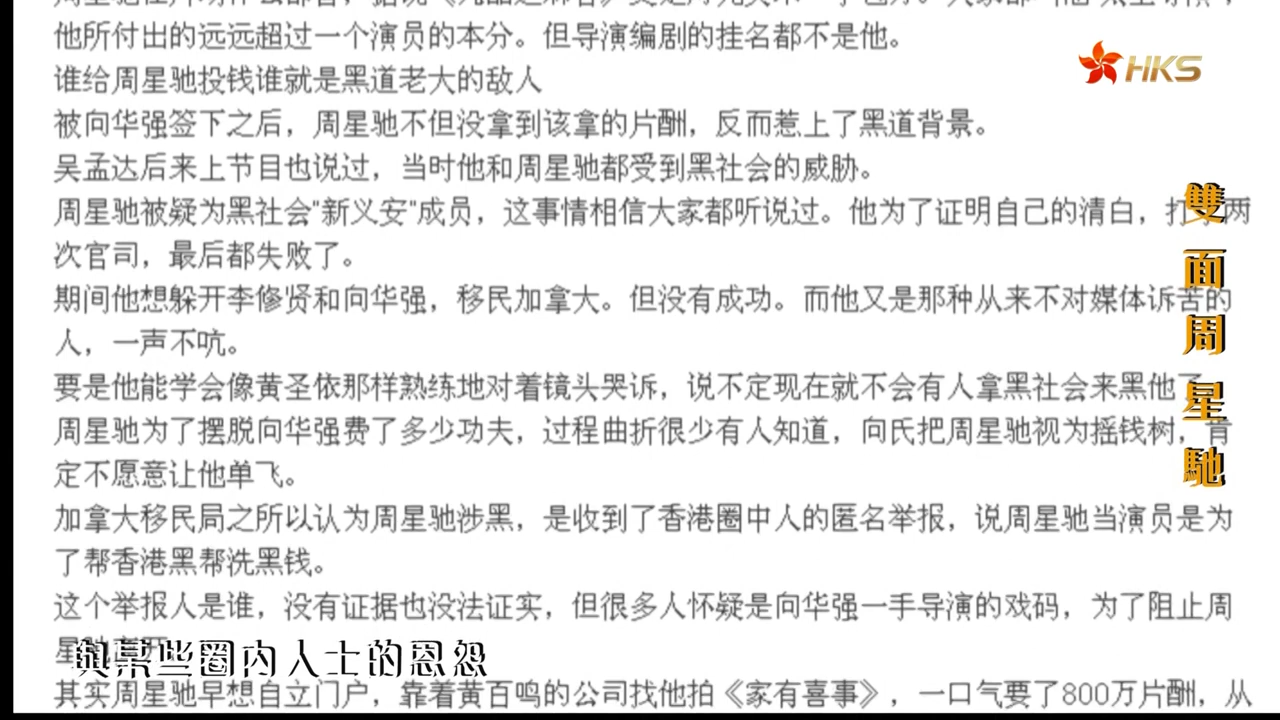 他所付出的远远超过一个演员的本分。但导演编剧的挂名都不是他。
谁给周星驰投钱谁就是黑道老大的敌人
被向华强签下之后，周星驰不但没拿到该拿的片酬，反而惹上了黑道背景。
吴孟达后来上节目也说过，当时他和周星驰都受到黑社会的威胁。
周星驰被疑为黑社会“新义安”成员，这事情相信大家都听说过。他为了证明自己的清白，打 两
次官司，最后都失败了。
期间他想躲开李修贤和向华强，移民加拿大。但没有成功。而他又是那种从来不对媒体诉苦的
人，一声不吭。
要是他能学会像黄圣依那样熟练地对着镜头哭诉，说不定现在就不会有人拿黑社会来黑他了
周星驰为了摆脱向华强费了多少功夫，过程曲折很少有人知道，向氏把周星驰视为摇钱树，肯
定不愿意让他单飞。
加拿大移民局之所以认为周星驰涉黑，是收到了香港圈中人的匿名举报，说周星驰当演员是为
了帮香港黑帮洗黑钱。
这个举报人是谁，没有证据也没法证实，但很多人怀疑是向华强一手导演的戏码，为了阻止周
其实周星驰早想自立门户，靠着黄百鸣的公司找他拍《家有喜事》，一口气要了800万片酬，从
HKS
雙面周星馳
與某些圈内人士的恩怨